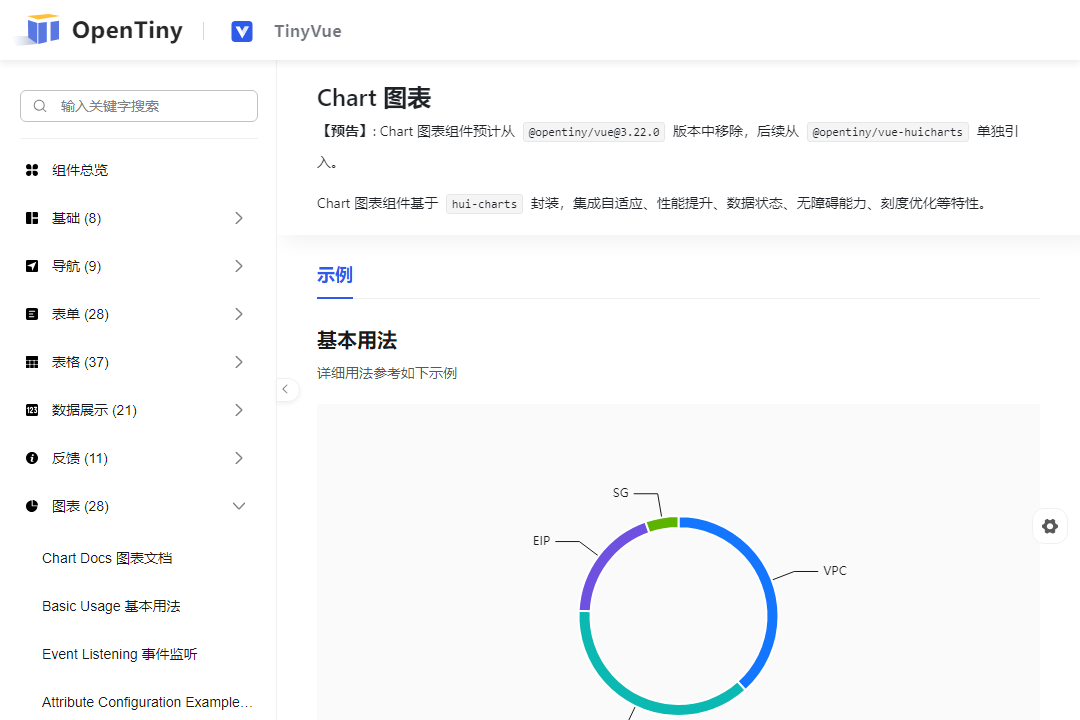 OpenTiny
TinyVue
输入关键字搜索
组件总览
基础 (8)
导航 (9)
表单 (28)
表格 (37)
数据展示 (21)
反馈 (11)
图表 (28)
Chart Docs 图表文档
Basic Usage 基本用法
Event Listening 事件监听
Attribute Configuration Example…
Chart 图表
【预告】: Chart 图表组件预计从 @opentiny/vue@3.22.0 版本中移除，后续从 @opentiny/vue-huicharts 单独引
入。
Chart 图表组件基于 hui-charts 封装，集成自适应、性能提升、数据状态、无障碍能力、刻度优化等特性。
示例
基本用法
详细用法参考如下示例
SG
EIP
VPC